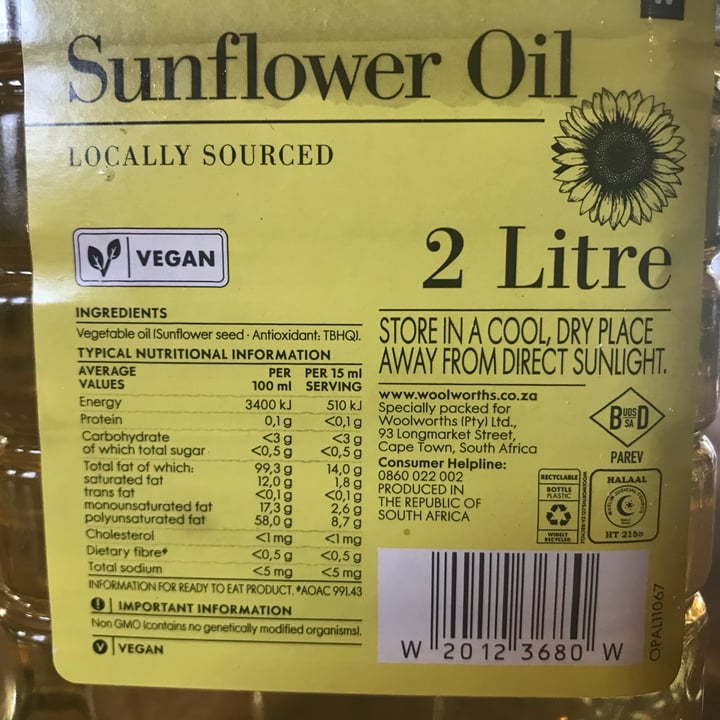 Sunflower Oil
LOCALLY SOURCED
VEGAN
2 Litre
INGREDIENTS
Vegetable oil (Sunflower seed · Antioxidant: TBHQ).
TYPICAL NUTRITIONAL INFORMATION
AVERAGE VALUES PER 100 ml PER 15 ml SERVING
Energy 3400 kJ 510 kJ
Protein 0,1 g <0,1 g
Carbohydrate <3 g <3 g
of which total sugar <0,5 g <0,5 g
Total fat of which: 99,3 g 14,0 g
saturated fat 12,0 g 1,8 g
trans fat <0,1 g <0,1 g
monounsaturated fat 17,3 g 2,6 g
polyunsaturated fat 58,0 g 8,7 g
Cholesterol <1 mg <1 mg
Dietary fibre♦ <0,5 g <0,5 g
Total sodium <5 mg <5 mg
INFORMATION FOR READY TO EAT PRODUCT. ♦AOAC 991.43
! IMPORTANT INFORMATION
Non GMO (contains no genetically modified organisms).
V VEGAN
STORE IN A COOL, DRY PLACE
AWAY FROM DIRECT SUNLIGHT.
www.woolworths.co.za
Specially packed for
Woolworths (Pty) Ltd.,
93 Longmarket Street,
Cape Town, South Africa
Consumer Helpline:
0860 022 002
PRODUCED IN
THE REPUBLIC OF
SOUTH AFRICA
B UOS SA D
PAREV
RECYCLABLE
BOTTLE
PLASTIC
WIDELY
RECYCLED
HALAAL
HT 2155
W 2012 3680 W
OPAL11067